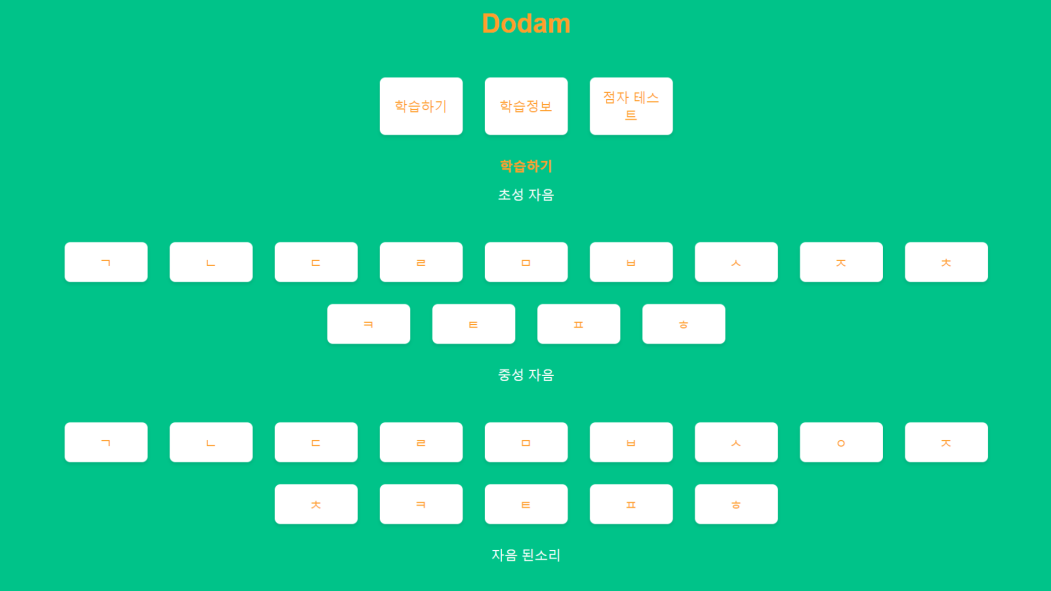 Dodam
학습하기 학습정보 점자 테스
트
학습하기
초성 자음
ㄱ ㄴ ㄷ ㄹ ㅁ ㅂ ㅅ ㅈ ㅊ
ㅋ ㅌ ㅍ ㅎ
중성 자음
ㄱ ㄴ ㄷ ㄹ ㅁ ㅂ ㅅ ㅇ ㅈ
ㅊ ㅋ ㅌ ㅍ ㅎ
자음 된소리